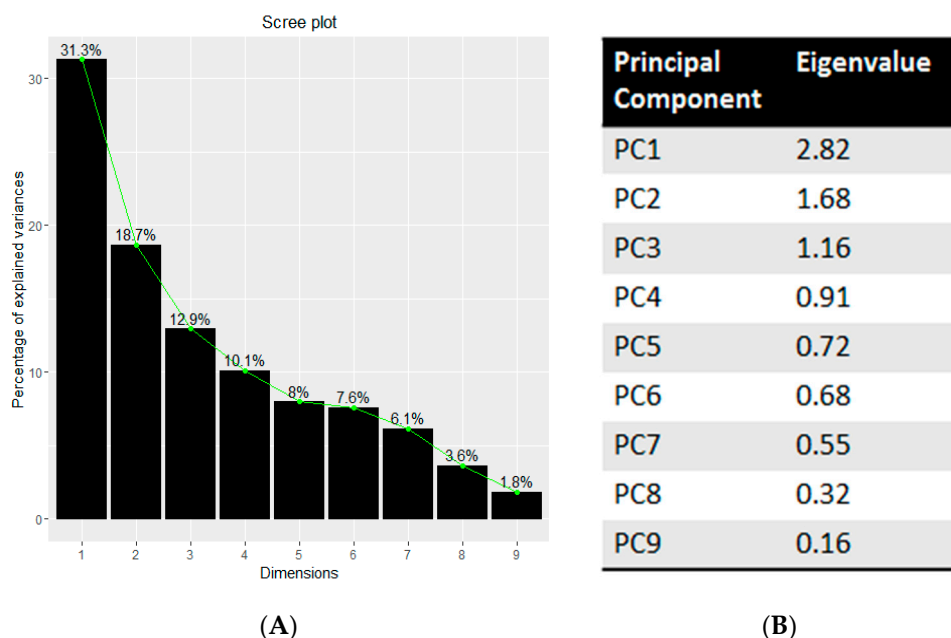 Scree plot
Percentage of explained variances
30
20
10
0
31.3%
18.7%
12.9%
10.1%
8%
7.6%
6.1%
3.6%
1.8%
1 2 3 4 5 6 7 8 9
Dimensions
(A)
Principal Component Eigenvalue
PC1 2.82
PC2 1.68
PC3 1.16
PC4 0.91
PC5 0.72
PC6 0.68
PC7 0.55
PC8 0.32
PC9 0.16
(B)